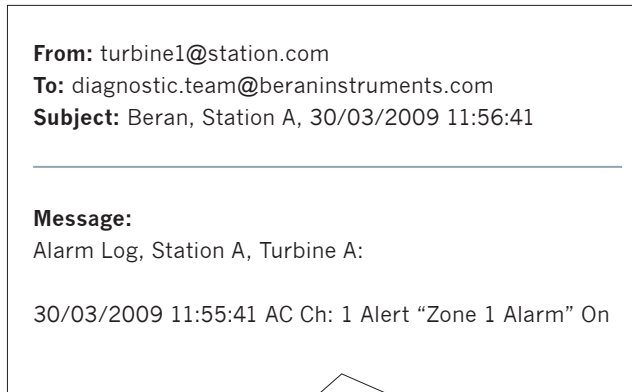 From: turbine1@station.com
To: diagnostic.team@beraninstruments.com
Subject: Beran, Station A, 30/03/2009 11:56:41
Message:
Alarm Log, Station A, Turbine A:
30/03/2009 11:55:41 AC Ch: 1 Alert “Zone 1 Alarm” On